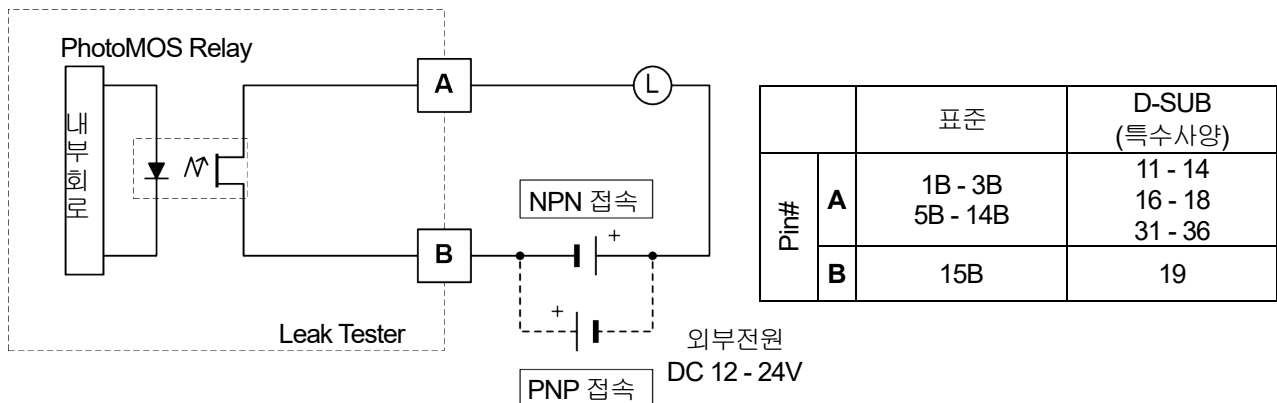 PhotoMOS Relay
내부회로
A
L
NPN 접속
+
B
+
Leak Tester
외부전원
DC 12 - 24V
PNP 접속
표준
D-SUB
(특수사양)
Pin#
A
1B - 3B
5B - 14B
11 - 14
16 - 18
31 - 36
B
15B
19